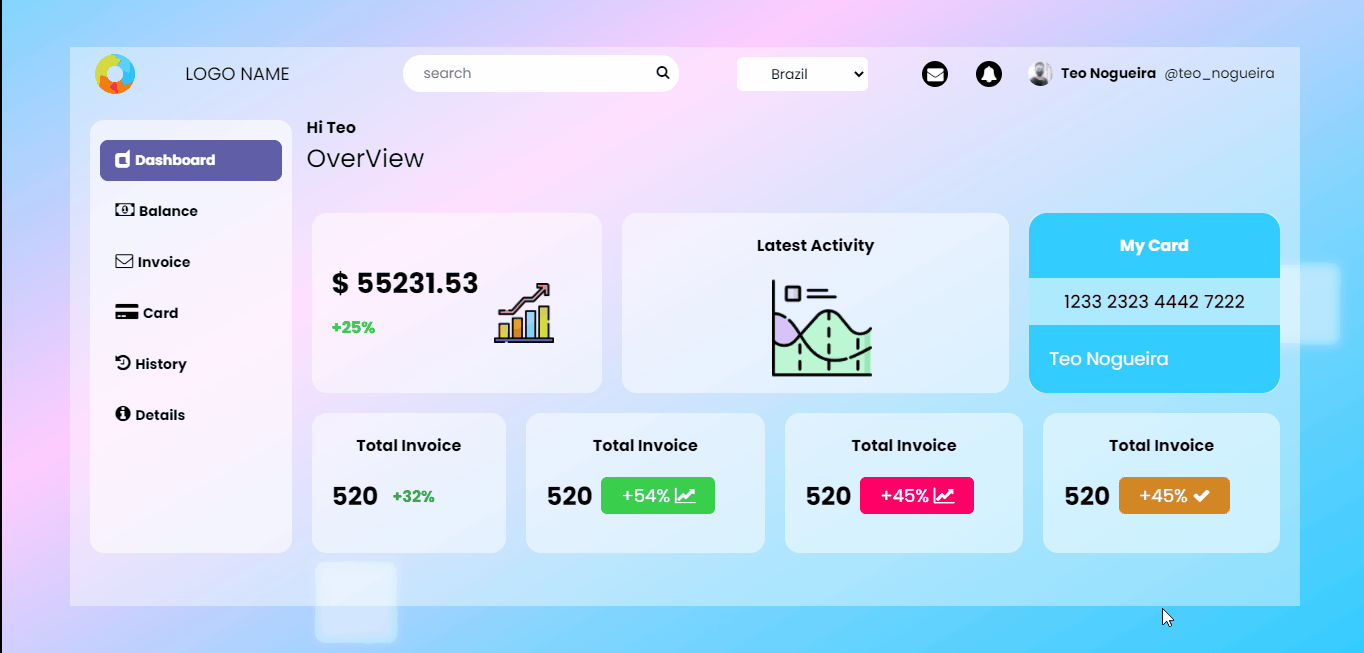 LOGO NAME
search
Brazil
Teo Nogueira @teo_nogueira
Dashboard
Balance
Invoice
Card
History
Details
Hi Teo
OverView
$ 55231.53
+25%
Latest Activity
My Card
1233 2323 4442 7222
Teo Nogueira
Total Invoice
520 +32%
Total Invoice
520 +54%
Total Invoice
520 +45%
Total Invoice
520 +45%